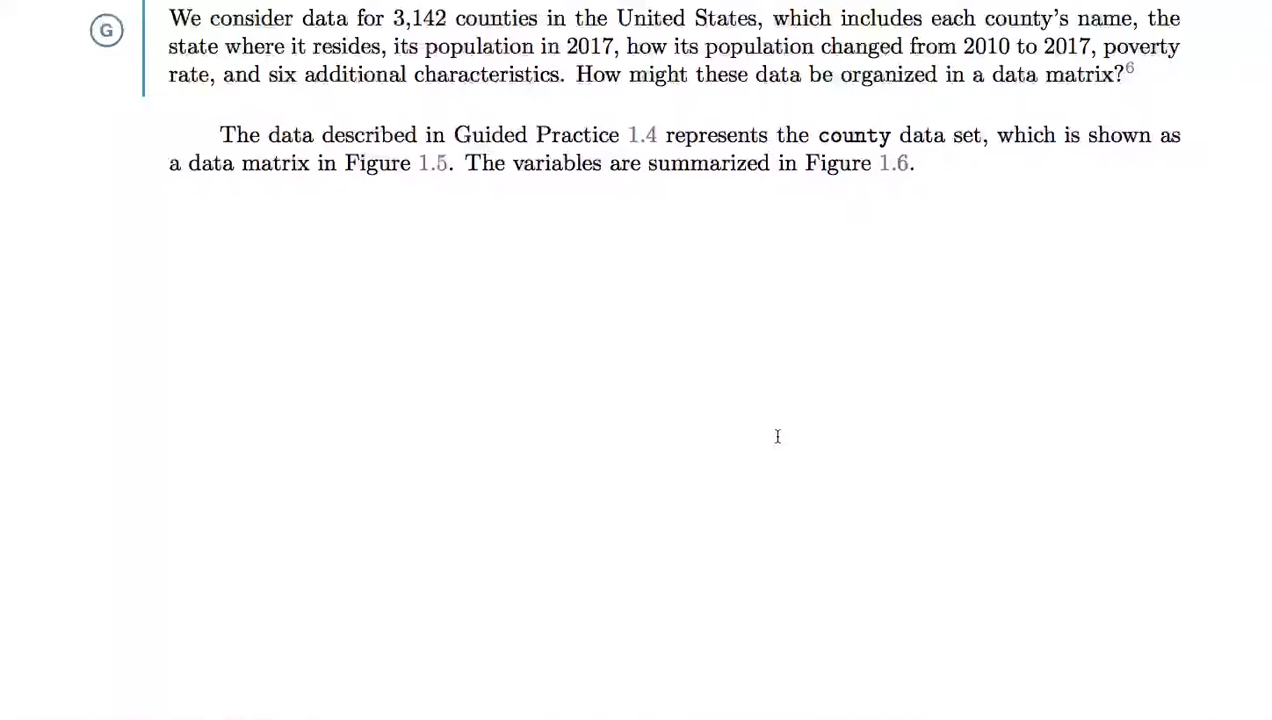 G
We consider data for 3,142 counties in the United States, which includes each county's name, the
state where it resides, its population in 2017, how its population changed from 2010 to 2017, poverty
rate, and six additional characteristics. How might these data be organized in a data matrix?6
The data described in Guided Practice 1.4 represents the county data set, which is shown as
a data matrix in Figure 1.5. The variables are summarized in Figure 1.6.